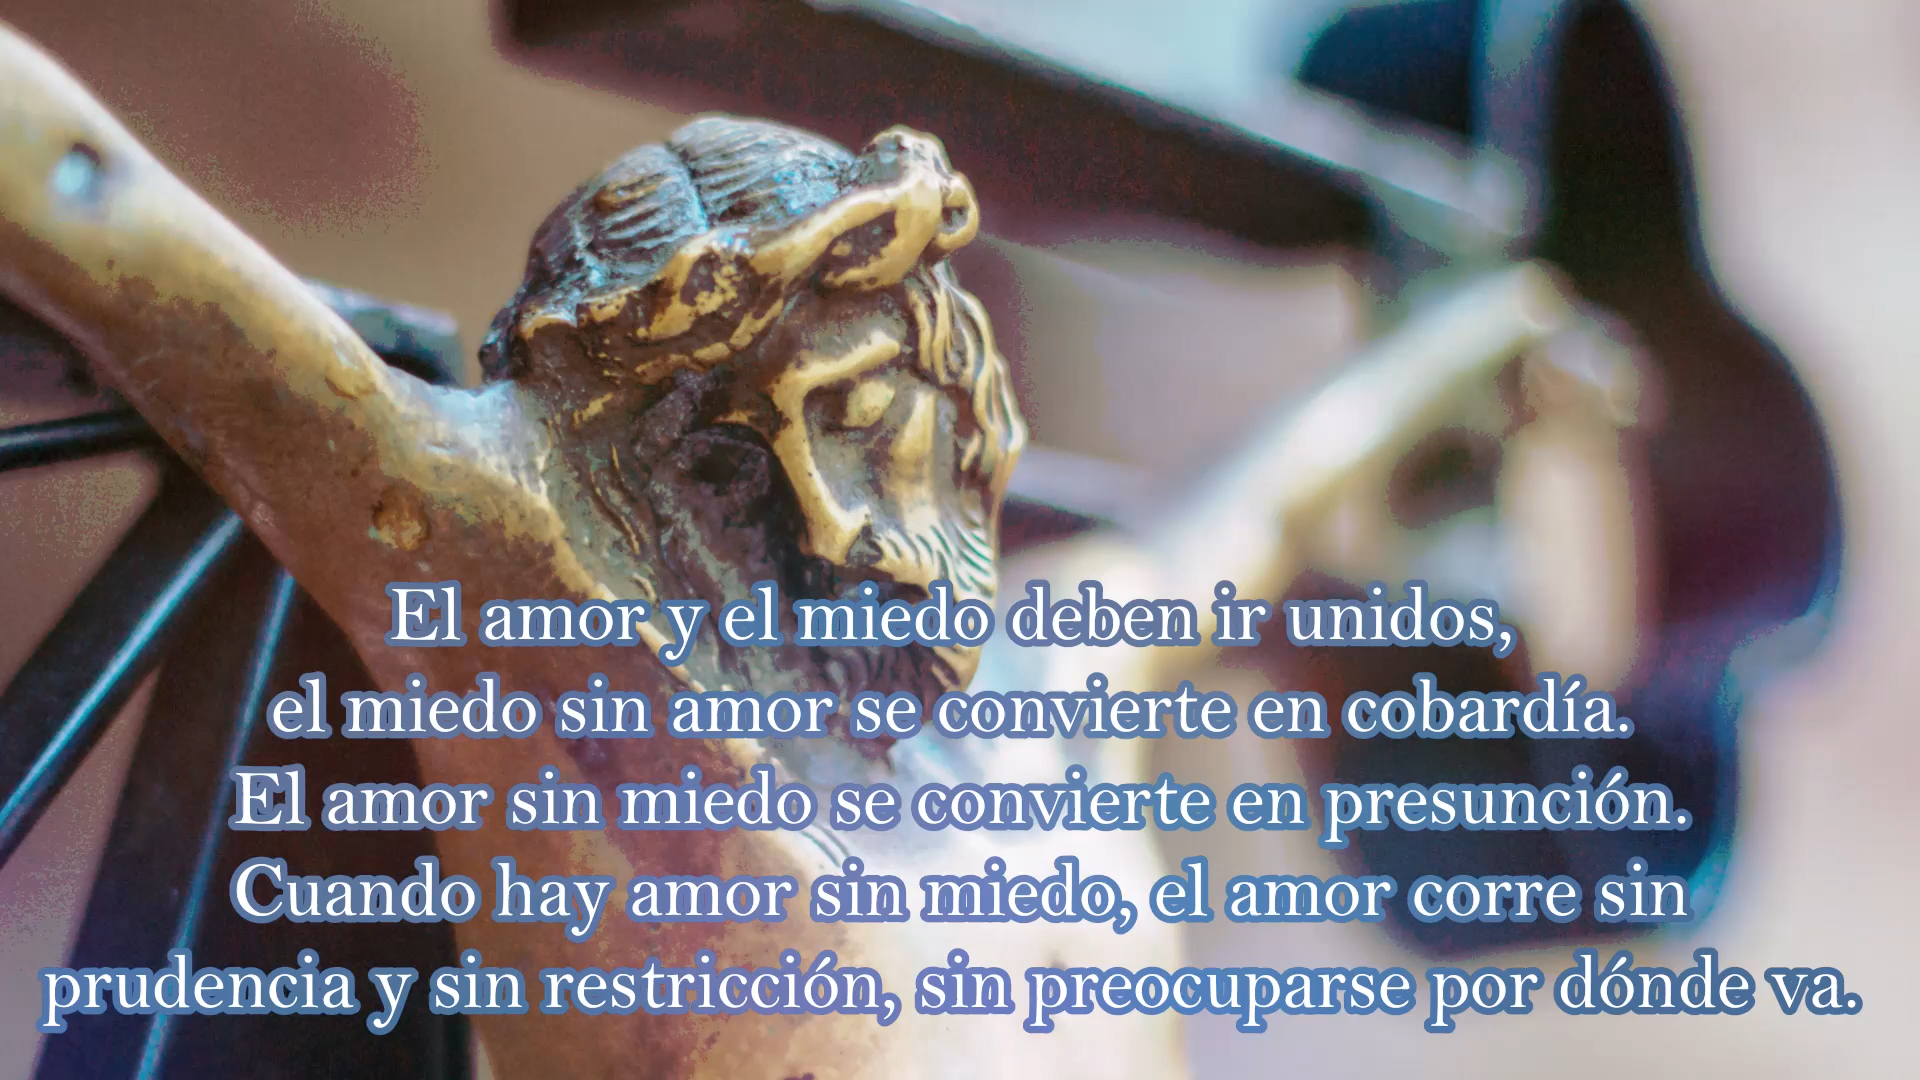 El amor y el miedo deben ir unidos,
el miedo sin amor se convierte en cobardía.
El amor sin miedo se convierte en presunción.
Cuando hay amor sin miedo, el amor corre sin
prudencia y sin restricción, sin preocuparse por dónde va.